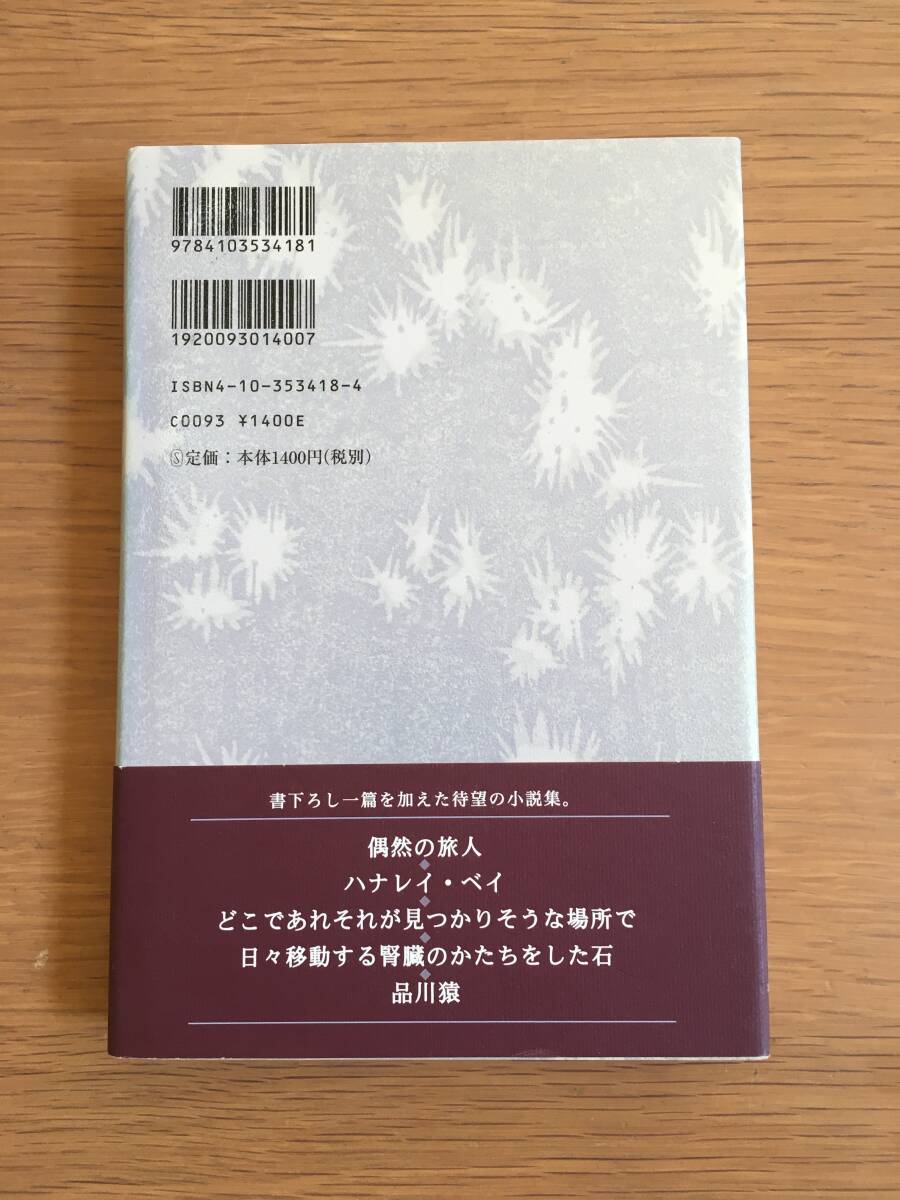 9784103534181
1920093014007
ISBN4-10-353418-4
C0093 ¥1400E
Ⓢ定価：本体1400円(税別)
書下ろし一篇を加えた待望の小説集。
偶然の旅人
ハナレイ・ベイ
どこであれそれが見つかりそうな場所で
日々移動する腎臓のかたちをした石
品川猿